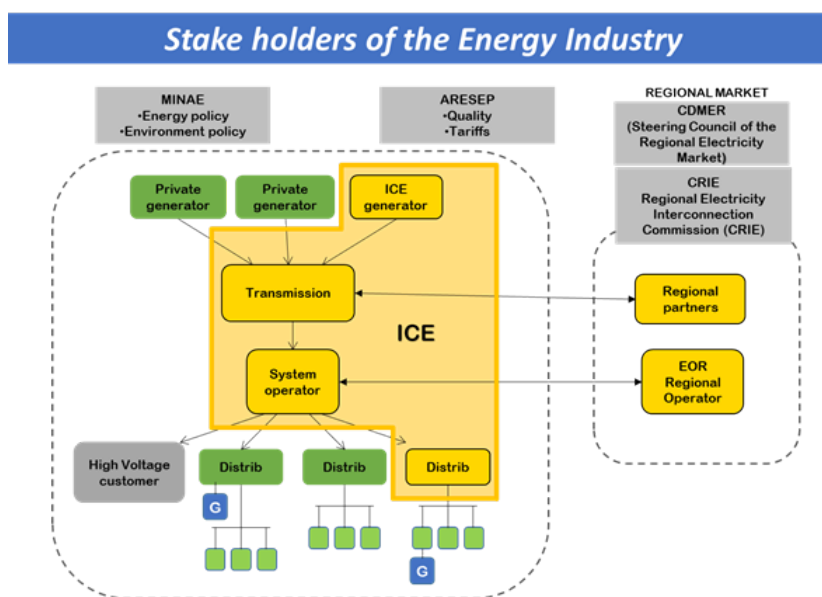 Stake holders of the Energy Industry
MINAE
•Energy policy
•Environment policy
ARESEP
•Quality
•Tariffs
REGIONAL MARKET
CDMER
(Steering Council of the
Regional Electricity
Market)
CRIE
Regional Electricity
Interconnection
Commission (CRIE)
Private
generator
Private
generator
ICE
generator
Transmission
ICE
Regional
partners
System
operator
EOR
Regional
Operator
High Voltage
customer
Distrib
Distrib
Distrib
G
G